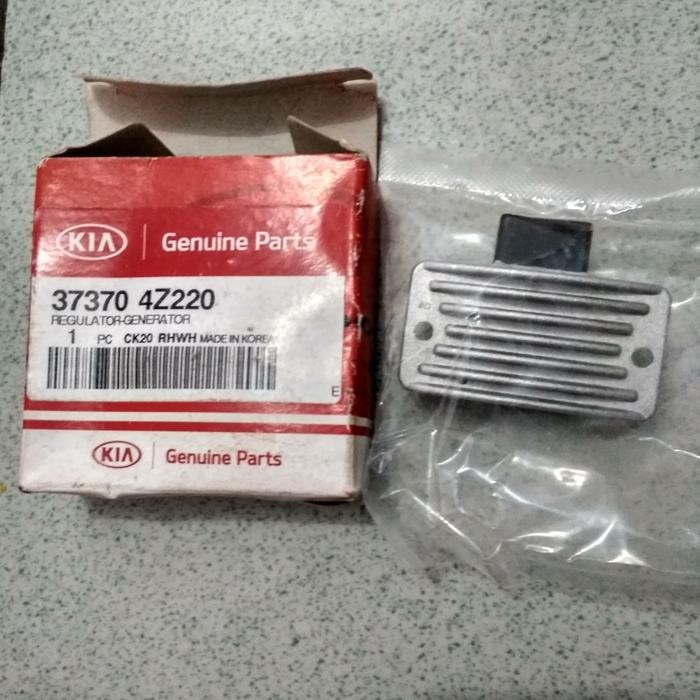 KIA Genuine Parts
37370 4Z220
REGULATOR-GENERATOR
1 PC CK20 RHWH MADE IN KOREA
E
KIA Genuine Parts